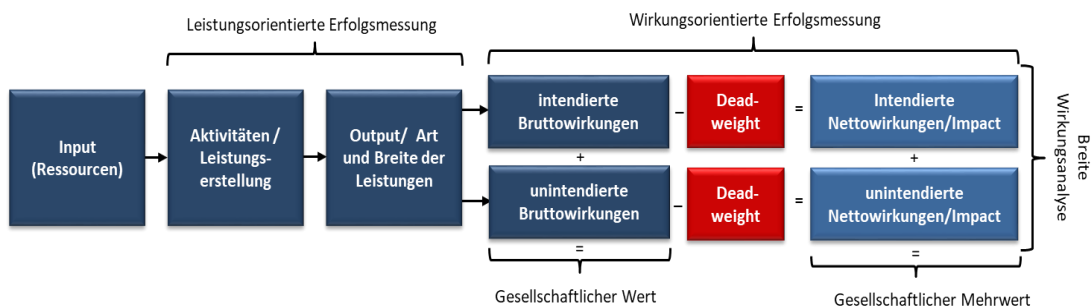 Leistungsorientierte Erfolgsmessung
Wirkungsorientierte Erfolgsmessung
Input
(Ressourcen)
Aktivitäten /
Leistungs-
erstellung
Output/ Art
und Breite der
Leistungen
intendierte
Bruttowirkungen
–
Dead-
weight
=
Intendierte
Nettowirkungen/Impact
+
+
unintendierte
Bruttowirkungen
–
Dead-
weight
=
unintendierte
Nettowirkungen/Impact
=
=
Gesellschaftlicher Wert
Gesellschaftlicher Mehrwert
Breite
Wirkungsanalyse